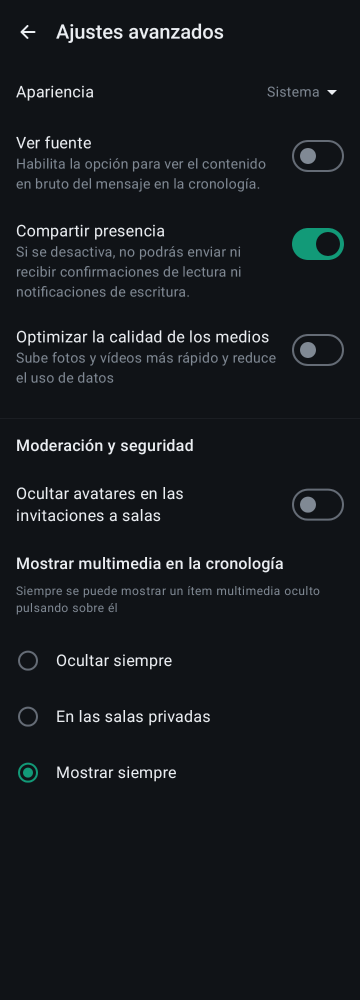 Ajustes avanzados
Apariencia
Sistema
Ver fuente
Habilita la opción para ver el contenido
en bruto del mensaje en la cronología.
Compartir presencia
Si se desactiva, no podrás enviar ni
recibir confirmaciones de lectura ni
notificaciones de escritura.
Optimizar la calidad de los medios
Sube fotos y vídeos más rápido y reduce
el uso de datos
Moderación y seguridad
Ocultar avatares en las
invitaciones a salas
Mostrar multimedia en la cronología
Siempre se puede mostrar un ítem multimedia oculto
pulsando sobre él
Ocultar siempre
En las salas privadas
Mostrar siempre